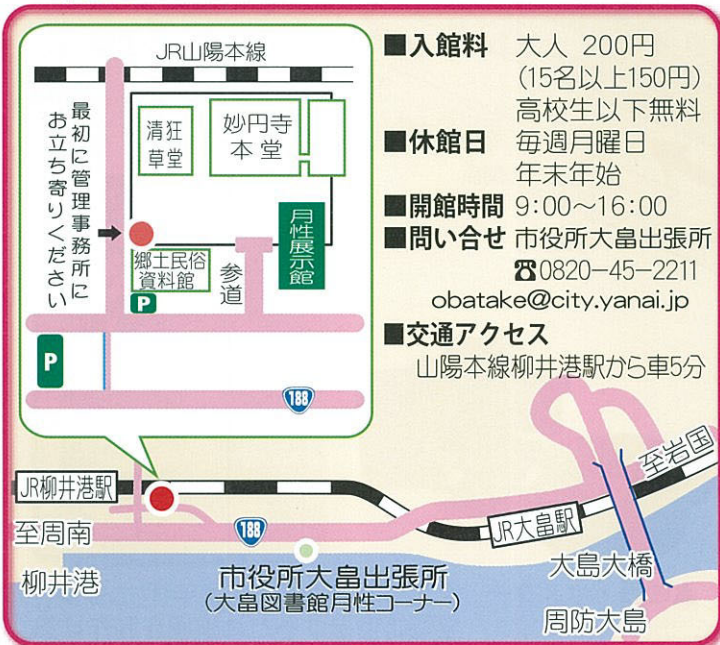 JR山陽本線
清狂
草堂
妙円寺
本堂
最初に管理事務所に
お立ち寄りください
月性展示館
郷土民俗
資料館
参道
P
P
188
■入館料 大人 200円
(15名以上150円)
高校生以下無料
■休館日 毎週月曜日
年末年始
■開館時間 9:00～16:00
■問い合せ 市役所大畠出張所
☎0820−45−2211
obatake@city.yanai.jp
■交通アクセス
山陽本線柳井港駅から車5分
JR柳井港駅
至周南
柳井港
188
市役所大畠出張所
(大畠図書館月性コーナー)
JR大畠駅
至岩国
大島大橋
周防大島